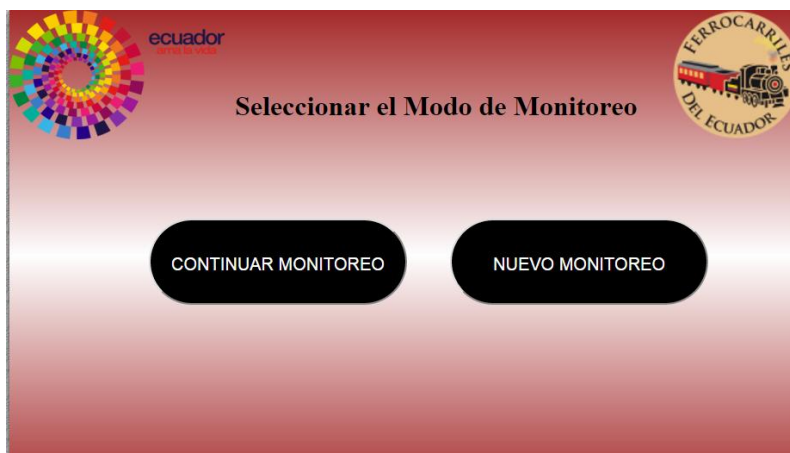 ecuador
ama la vida
FERROCARRILES
DEL ECUADOR
Seleccionar el Modo de Monitoreo
CONTINUAR MONITOREO
NUEVO MONITOREO